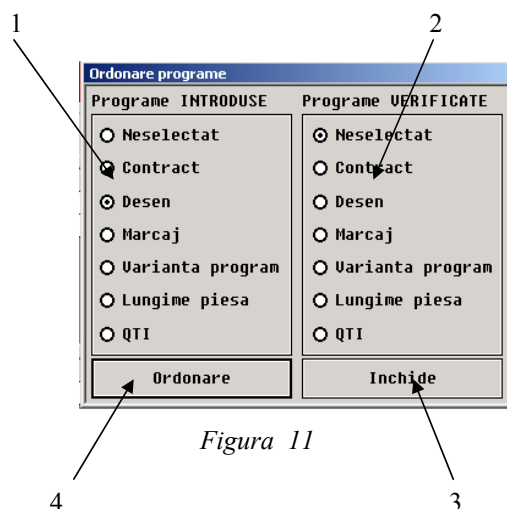 1
2
Ordonare programe
Programe INTRODUSE
Programe VERIFICATE
Neselectat
Contract
Desen
Marcaj
Varianta program
Lungime piesa
QTI
Neselectat
Contract
Desen
Marcaj
Varianta program
Lungime piesa
QTI
Ordonare
Inchide
Figura 11
4
3